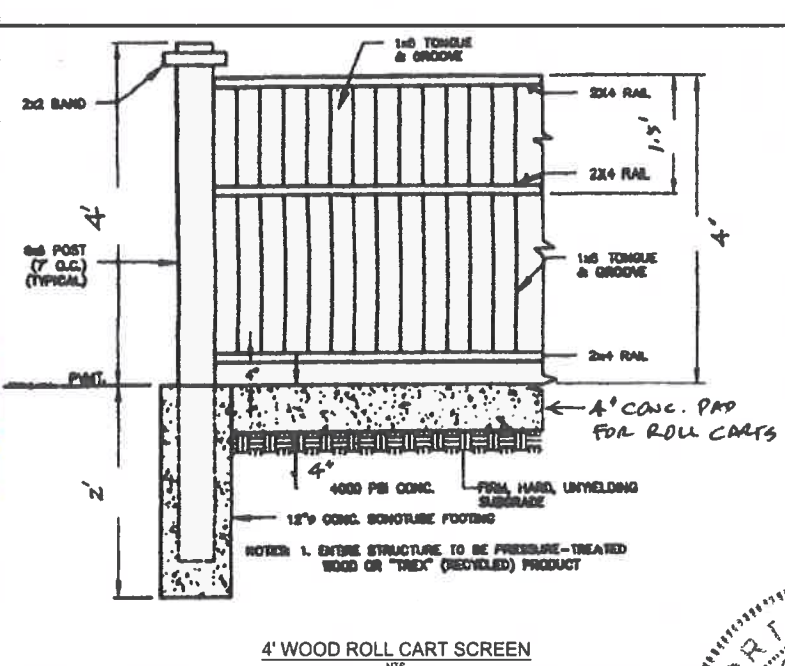 1x6 TONGUE
& GROOVE
2x2 BAND
2X4 RAIL
1.5'
2X4 RAIL
4'
4'
6x6 POST
(7' O.C.)
(TYPICAL)
1x6 TONGUE
& GROOVE
2x4 RAIL
4"
PVMT.
4" CONC. PAD
FOR ROLL CARTS
4"
2'
4000 PSI CONC.
FIRM, HARD, UNYIELDING
SUBGRADE
12"φ CONC. SONOTUBE FOOTING
NOTES: 1. ENTIRE STRUCTURE TO BE PRESSURE-TREATED
WOOD OR "TREX" (RECYCLED) PRODUCT
4' WOOD ROLL CART SCREEN
NTS